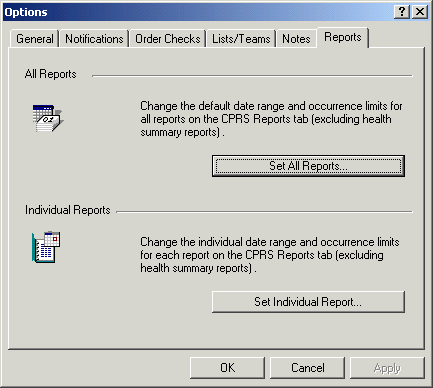 Options
General Notifications Order Checks Lists/Teams Notes Reports
All Reports
Change the default date range and occurrence limits for
all reports on the CPRS Reports tab (excluding health
summary reports) .
Set All Reports...
Individual Reports
Change the individual date range and occurrence limits
for each report on the CPRS Reports tab (excluding
health summary reports) .
Set Individual Report...
OK Cancel Apply